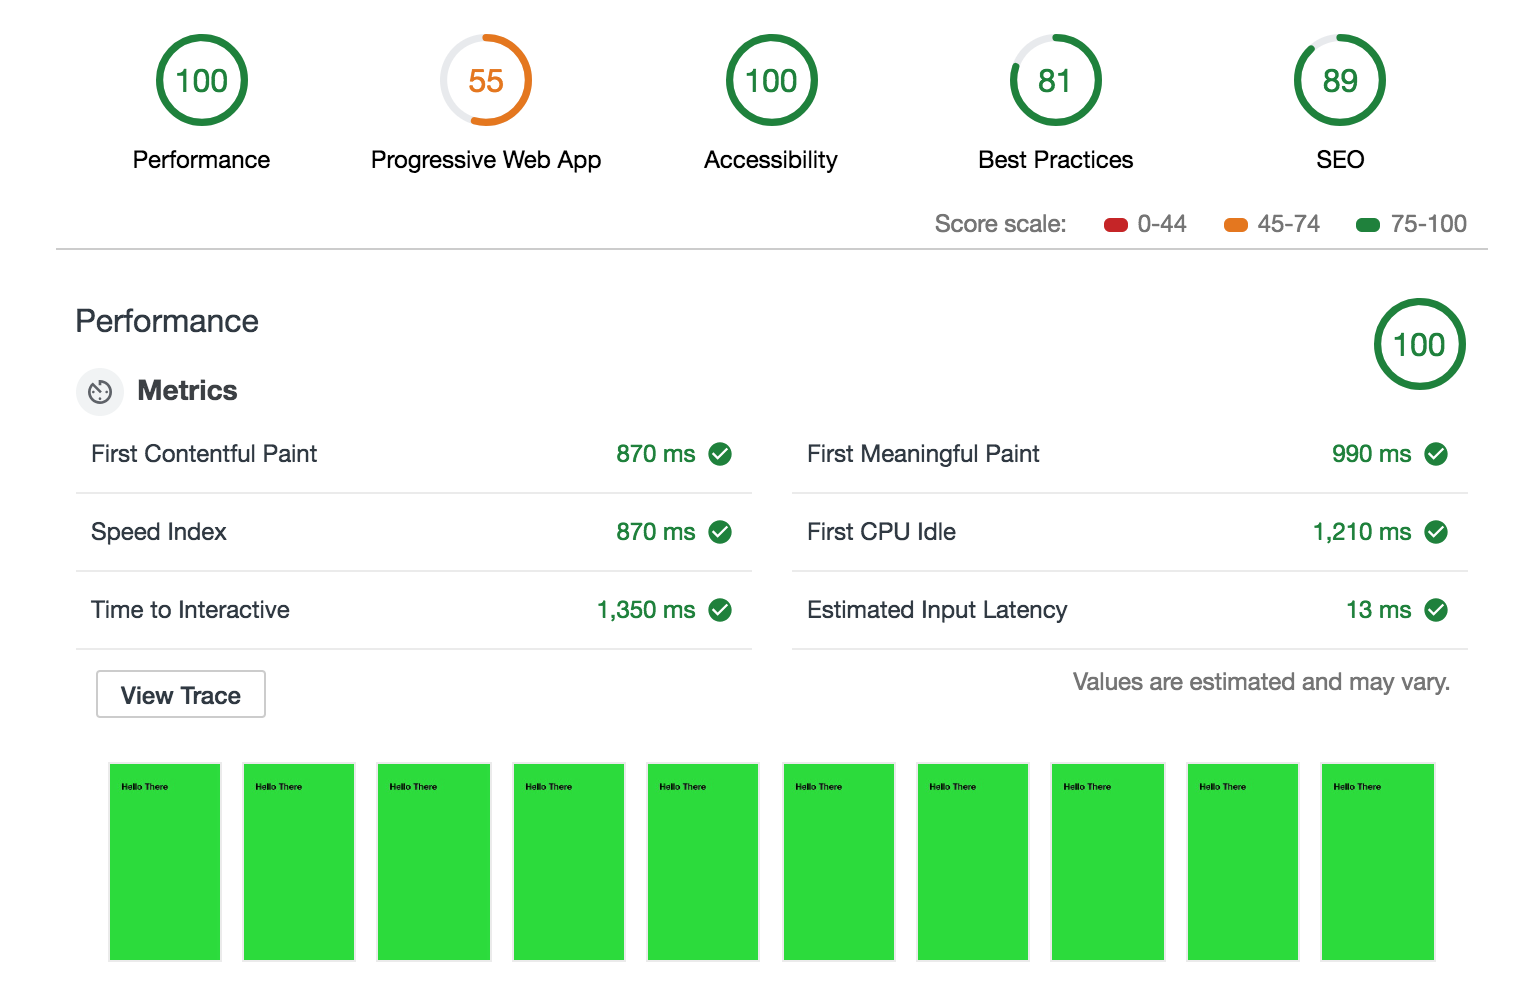 100 55 100 81 89
Performance Progressive Web App Accessibility Best Practices SEO
Score scale: 0-44 45-74 75-100
Performance 100
Metrics
First Contentful Paint 870 ms First Meaningful Paint 990 ms
Speed Index 870 ms First CPU Idle 1,210 ms
Time to Interactive 1,350 ms Estimated Input Latency 13 ms
View Trace Values are estimated and may vary.
Hello There Hello There Hello There Hello There Hello There Hello There Hello There Hello There Hello There Hello There